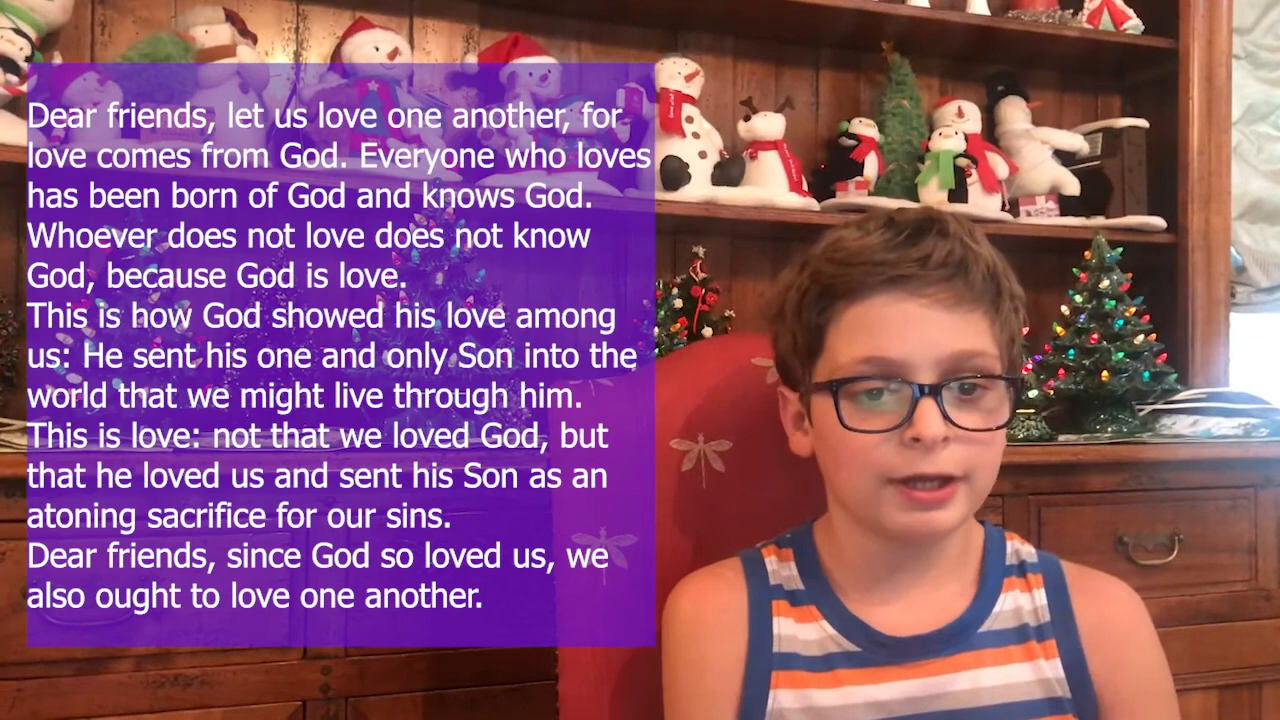 Dear friends, let us love one another, for
love comes from God. Everyone who loves
has been born of God and knows God.
Whoever does not love does not know
God, because God is love.
This is how God showed his love among
us: He sent his one and only Son into the
world that we might live through him.
This is love: not that we loved God, but
that he loved us and sent his Son as an
atoning sacrifice for our sins.
Dear friends, since God so loved us, we
also ought to love one another.